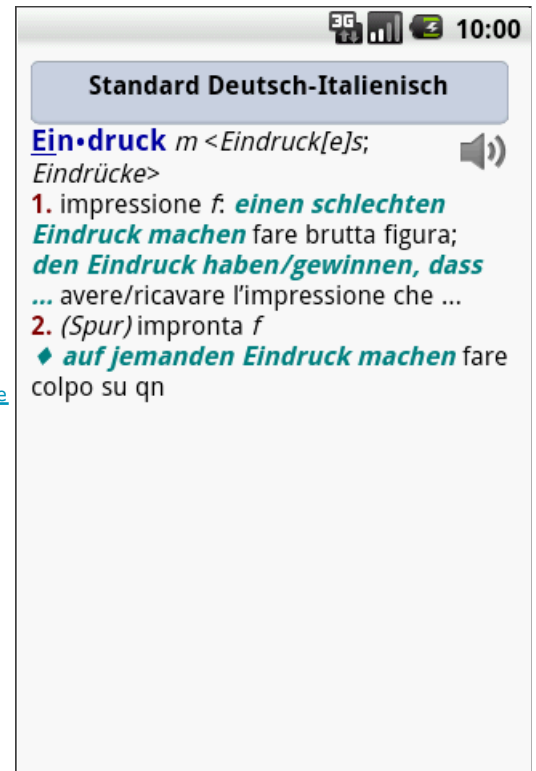 3G 10:00
Standard Deutsch-Italienisch
Ein•druck m <Eindruck[e]s;
Eindrücke>
1. impressione f: einen schlechten
Eindruck machen fare brutta figura;
den Eindruck haben/gewinnen, dass
... avere/ricavare l’impressione che ...
2. (Spur) impronta f
♦ auf jemanden Eindruck machen fare
e colpo su qn